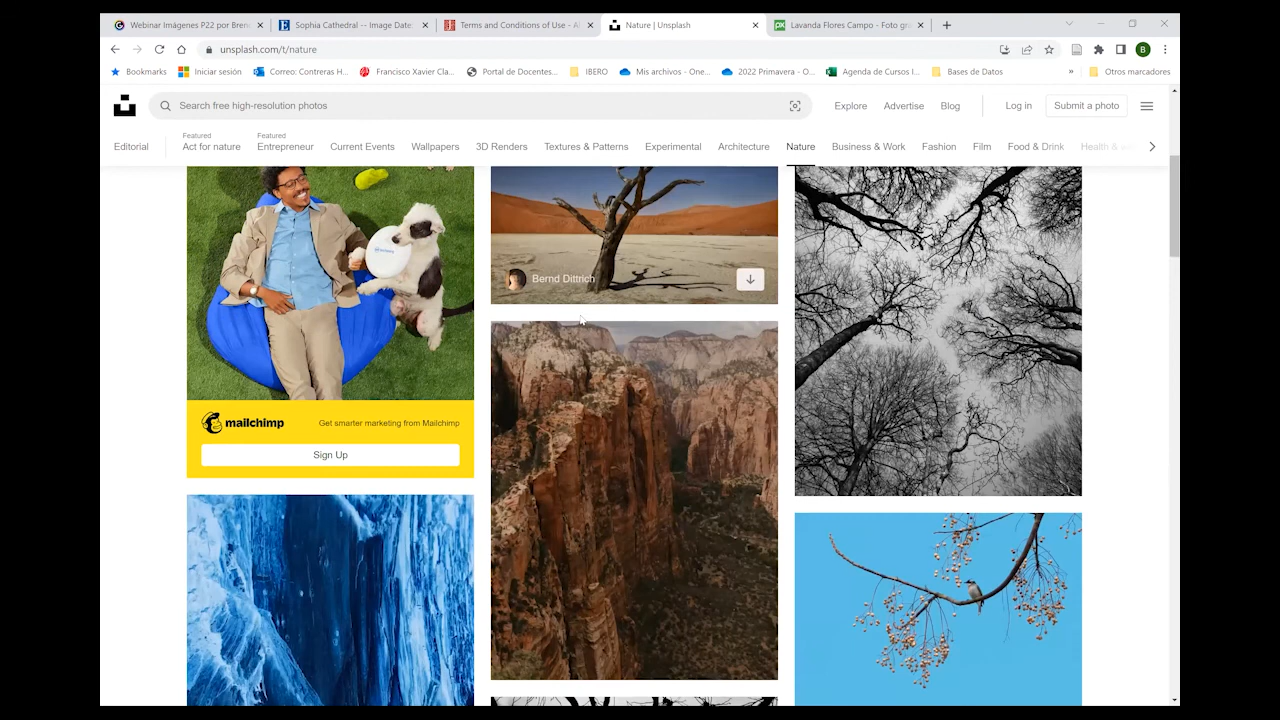 Webinar Imágenes P22 por Bren
Sophia Cathedral -- Image Date:
Terms and Conditions of Use - Al
Nature | Unsplash
Lavanda Flores Campo - Foto gra
unsplash.com/t/nature
B
Bookmarks
Iniciar sesión
Correo: Contreras H...
Francisco Xavier Cla...
Portal de Docentes...
IBERO
Mis archivos - One...
2022 Primavera - O...
Agenda de Cursos I...
Bases de Datos
»
Otros marcadores
Search free high-resolution photos
Explore
Advertise
Blog
Log in
Submit a photo
Editorial
Featured
Act for nature
Featured
Entrepreneur
Current Events
Wallpapers
3D Renders
Textures & Patterns
Experimental
Architecture
Nature
Business & Work
Fashion
Film
Food & Drink
Health &
Bernd Dittrich
mailchimp
Get smarter marketing from Mailchimp
Sign Up